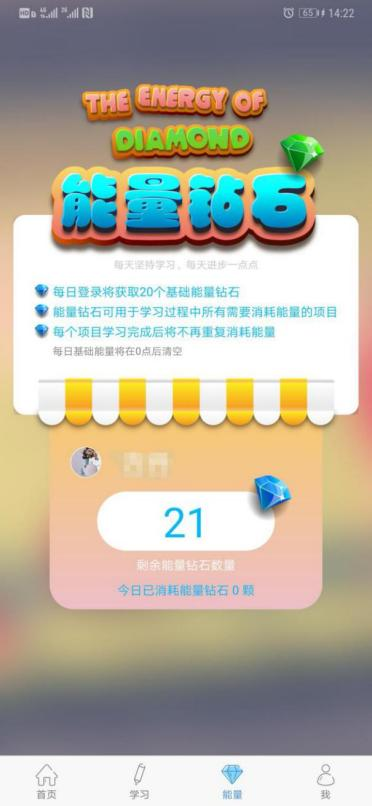 HD B 4G 2G 65 14:22
THE ENERGY OF
DIAMOND
能量钻石
每天坚持学习，每天进步一点点
每日登录将获取20个基础能量钻石
能量钻石可用于学习过程中所有需要消耗能量的项目
每个项目学习完成后将不再重复消耗能量
每日基础能量将在0点后清空
21
剩余能量钻石数量
今日已消耗能量钻石 0 颗
首页 学习 能量 我